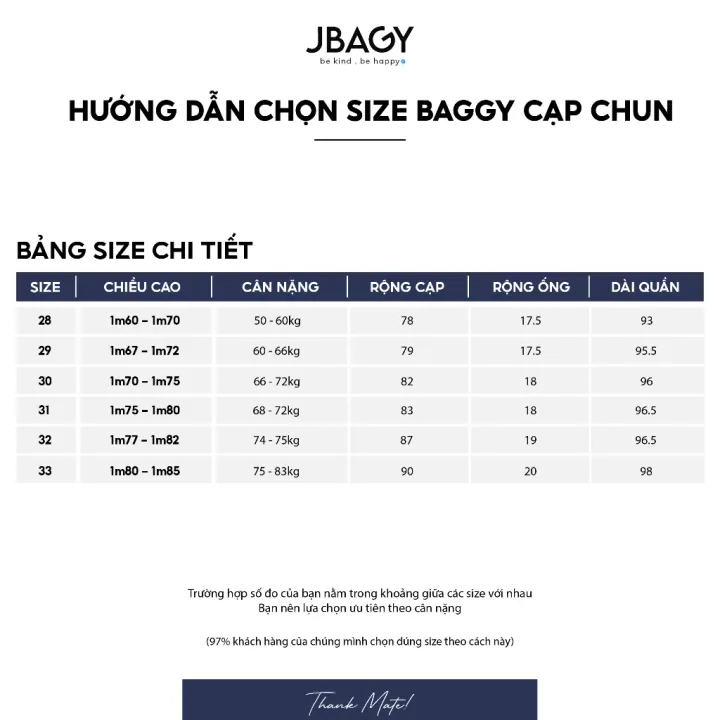 JBAGY
be kind . be happy
HƯỚNG DẪN CHỌN SIZE BAGGY CẠP CHUN
BẢNG SIZE CHI TIẾT
SIZE CHIỀU CAO CÂN NẶNG RỘNG CẠP RỘNG ỐNG DÀI QUẦN
28 1m60 – 1m70 50 - 60kg 78 17.5 93
29 1m67 – 1m72 60 - 66kg 79 17.5 95.5
30 1m70 – 1m75 66 - 72kg 82 18 96
31 1m75 – 1m80 68 - 72kg 83 18 96.5
32 1m77 – 1m82 74 - 75kg 87 19 96.5
33 1m80 – 1m85 75 - 83kg 90 20 98
Trường hợp số đo của bạn nằm trong khoảng giữa các size với nhau
Bạn nên lựa chọn ưu tiên theo cân nặng
(97% khách hàng của chúng mình chọn đúng size theo cách này)
Thank Mate!